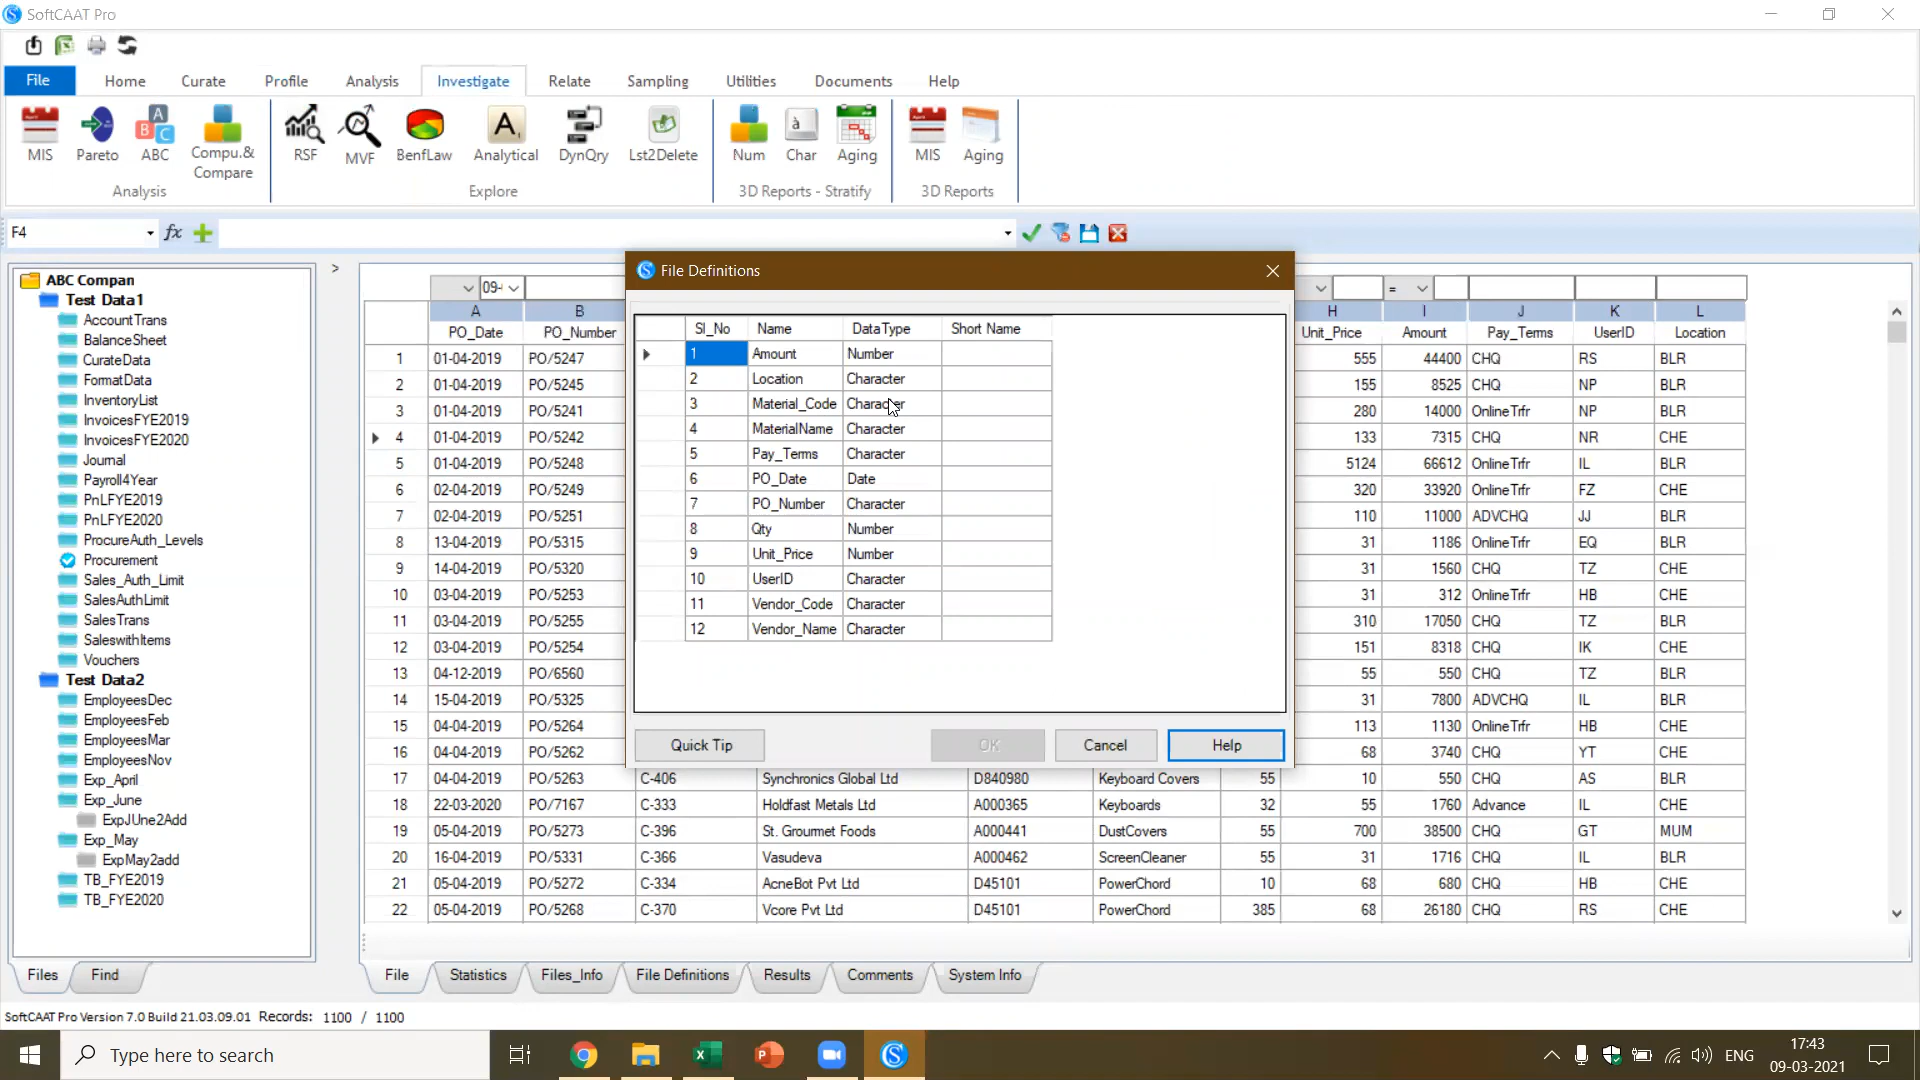 SoftCAAT Pro
File Home Curate Profile Analysis Investigate Relate Sampling Utilities Documents Help
MIS Pareto ABC Compu.& Compare RSF MVF BenfLaw Analytical DynQry Lst2Delete Num Char Aging MIS Aging
Analysis Explore 3D Reports - Stratify 3D Reports
F4 fx
ABC Compan
Test Data1
AccountTrans
BalanceSheet
CurateData
FormatData
InventoryList
InvoicesFYE2019
InvoicesFYE2020
Journal
Payroll4Year
PnLFYE2019
PnLFYE2020
ProcureAuth_Levels
Procurement
Sales_Auth_Limit
SalesAuthLimit
SalesTrans
SaleswithItems
Vouchers
Test Data2
EmployeesDec
EmployeesFeb
EmployeesMar
EmployeesNov
Exp_April
Exp_June
ExpJUne2Add
Exp_May
ExpMay2add
TB_FYE2019
TB_FYE2020
Files Find
>
09- =
A B H I J K L
PO_Date PO_Number Unit_Price Amount Pay_Terms UserID Location
1 01-04-2019 PO/5247 555 44400 CHQ RS BLR
2 01-04-2019 PO/5245 155 8525 CHQ NP BLR
3 01-04-2019 PO/5241 280 14000 OnlineTrfr NP BLR
4 01-04-2019 PO/5242 133 7315 CHQ NR CHE
5 01-04-2019 PO/5248 5124 66612 OnlineTrfr IL BLR
6 02-04-2019 PO/5249 320 33920 OnlineTrfr FZ CHE
7 02-04-2019 PO/5251 110 11000 ADVCHQ JJ BLR
8 13-04-2019 PO/5315 31 1186 OnlineTrfr EQ BLR
9 14-04-2019 PO/5320 31 1560 CHQ TZ CHE
10 03-04-2019 PO/5253 31 312 OnlineTrfr HB CHE
11 03-04-2019 PO/5255 310 17050 CHQ TZ BLR
12 03-04-2019 PO/5254 151 8318 CHQ IK CHE
13 04-12-2019 PO/6560 55 550 CHQ TZ BLR
14 15-04-2019 PO/5325 31 7800 ADVCHQ IL BLR
15 04-04-2019 PO/5264 113 1130 OnlineTrfr HB CHE
16 04-04-2019 PO/5262 68 3740 CHQ YT CHE
17 04-04-2019 PO/5263 C-406 Synchronics Global Ltd D840980 Keyboard Covers 55 10 550 CHQ AS BLR
18 22-03-2020 PO/7167 C-333 Holdfast Metals Ltd A000365 Keyboards 32 55 1760 Advance IL CHE
19 05-04-2019 PO/5273 C-396 St. Groumet Foods A000441 DustCovers 55 700 38500 CHQ GT MUM
20 16-04-2019 PO/5331 C-366 Vasudeva A000462 ScreenCleaner 55 31 1716 CHQ IL BLR
21 05-04-2019 PO/5272 C-334 AcneBot Pvt Ltd D45101 PowerChord 10 68 680 CHQ HB CHE
22 05-04-2019 PO/5268 C-370 Vcore Pvt Ltd D45101 PowerChord 385 68 26180 CHQ RS CHE
File Definitions
Sl_No Name DataType Short Name
1 Amount Number
2 Location Character
3 Material_Code Character
4 MaterialName Character
5 Pay_Terms Character
6 PO_Date Date
7 PO_Number Character
8 Qty Number
9 Unit_Price Number
10 UserID Character
11 Vendor_Code Character
12 Vendor_Name Character
Quick Tip OK Cancel Help
File Statistics Files_Info File Definitions Results Comments System Info
SoftCAAT Pro Version 7.0 Build 21.03.09.01 Records: 1100 / 1100
Type here to search
ENG
17:43
09-03-2021